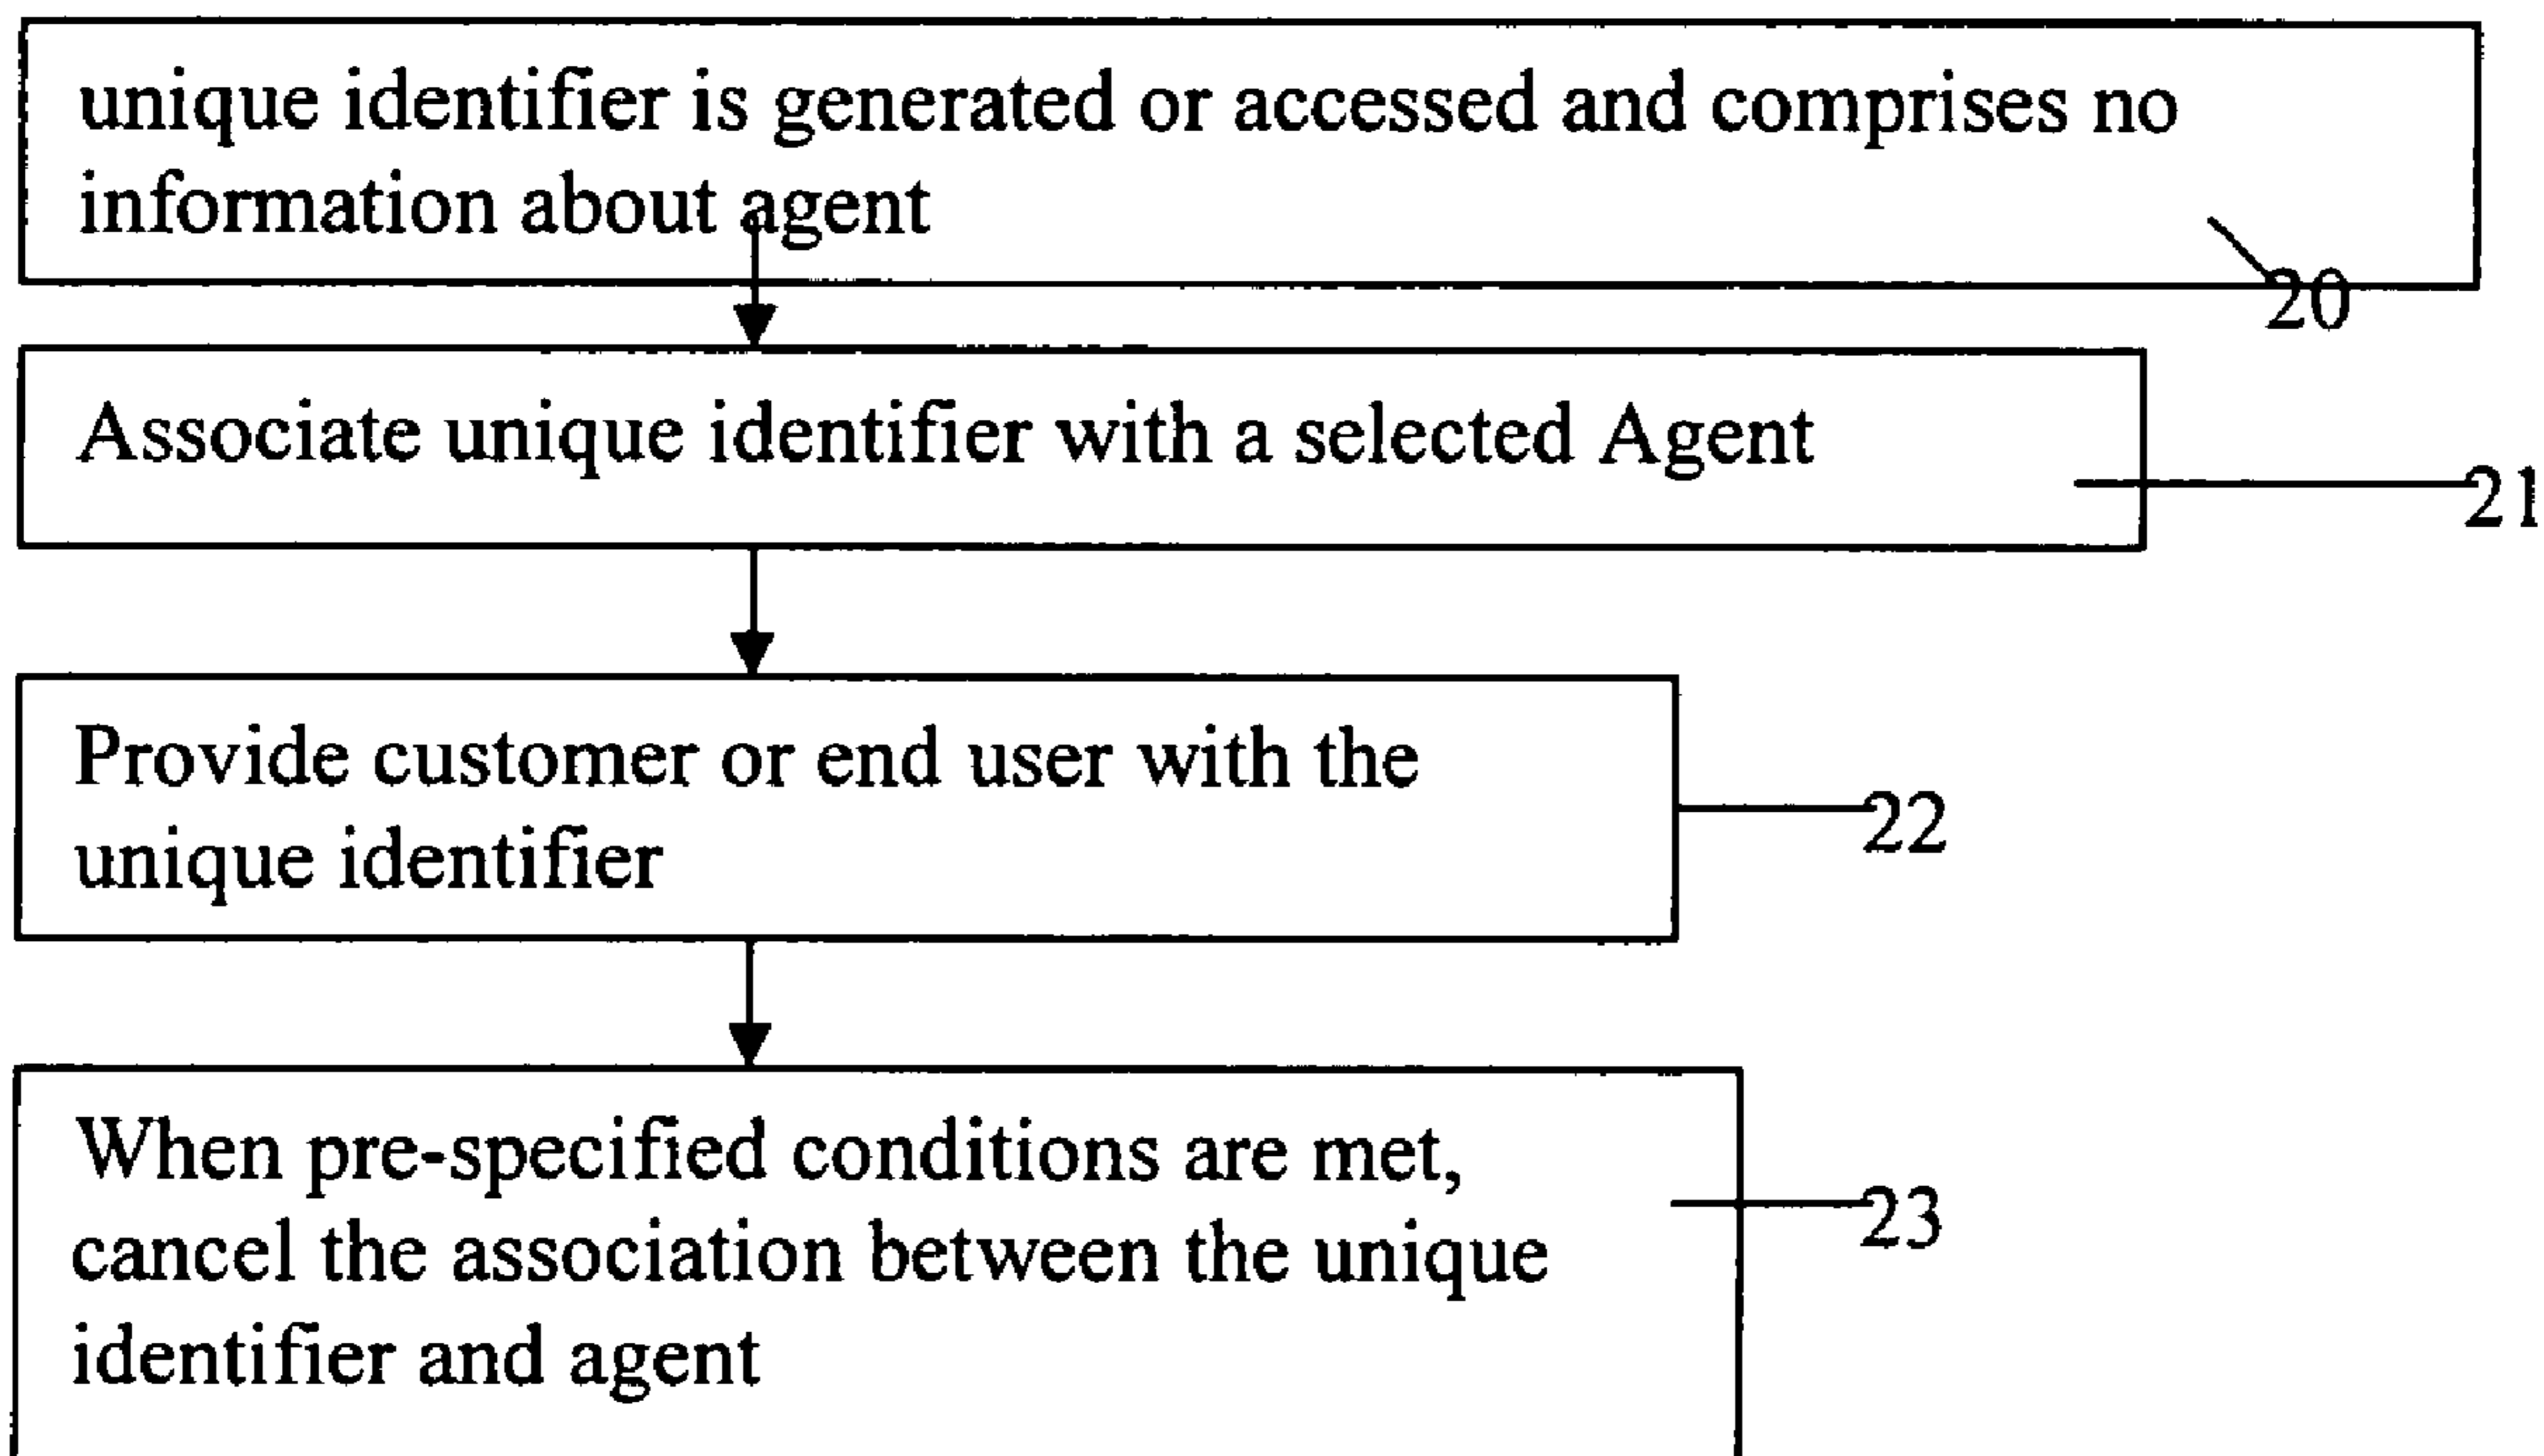 unique identifier is generated or accessed and comprises no
information about agent
20
Associate unique identifier with a selected Agent
21
Provide customer or end user with the
unique identifier
22
When pre-specified conditions are met,
cancel the association between the unique
identifier and agent
23